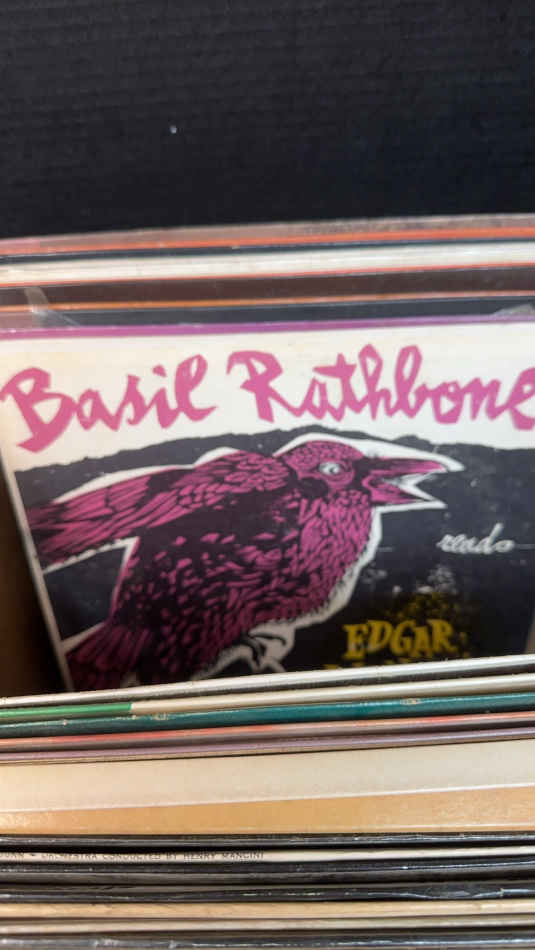 Basil Rathbone
reads
EDGAR
ORCHESTRA CONDUCTED BY HENRY MANCINI